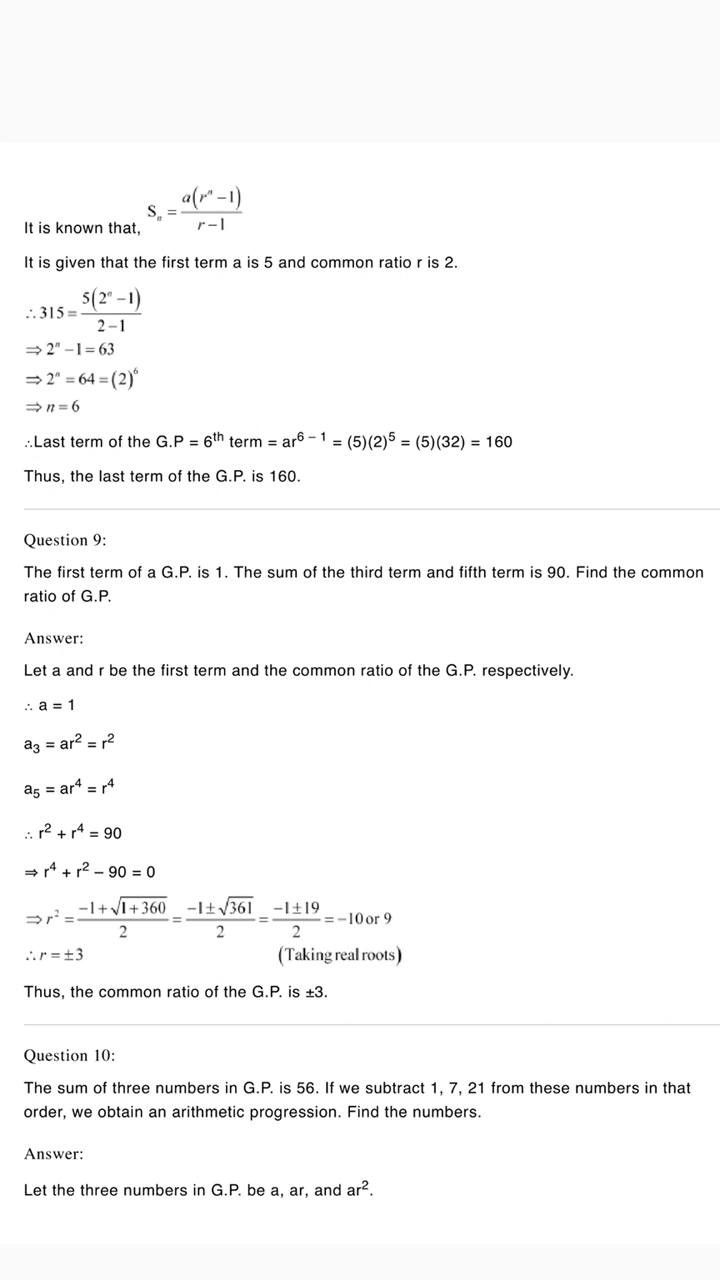 It is known that, Sₙ = a(rⁿ−1)/(r−1)
It is given that the first term a is 5 and common ratio r is 2.
∴315 = 5(2ⁿ−1)/(2−1)
⇒ 2ⁿ −1 = 63
⇒ 2ⁿ = 64 = (2)⁶
⇒ n = 6
∴Last term of the G.P = 6ᵗʰ term = ar⁶ ⁻ ¹ = (5)(2)⁵ = (5)(32) = 160
Thus, the last term of the G.P. is 160.
Question 9:
The first term of a G.P. is 1. The sum of the third term and fifth term is 90. Find the common
ratio of G.P.
Answer:
Let a and r be the first term and the common ratio of the G.P. respectively.
∴ a = 1
a₃ = ar² = r²
a₅ = ar⁴ = r⁴
∴ r² + r⁴ = 90
⇒ r⁴ + r² – 90 = 0
⇒ r² = (−1+√(1+360))/2 = (−1±√361)/2 = (−1±19)/2 = −10 or 9
∴ r = ±3 (Taking real roots)
Thus, the common ratio of the G.P. is ±3.
Question 10:
The sum of three numbers in G.P. is 56. If we subtract 1, 7, 21 from these numbers in that
order, we obtain an arithmetic progression. Find the numbers.
Answer:
Let the three numbers in G.P. be a, ar, and ar².